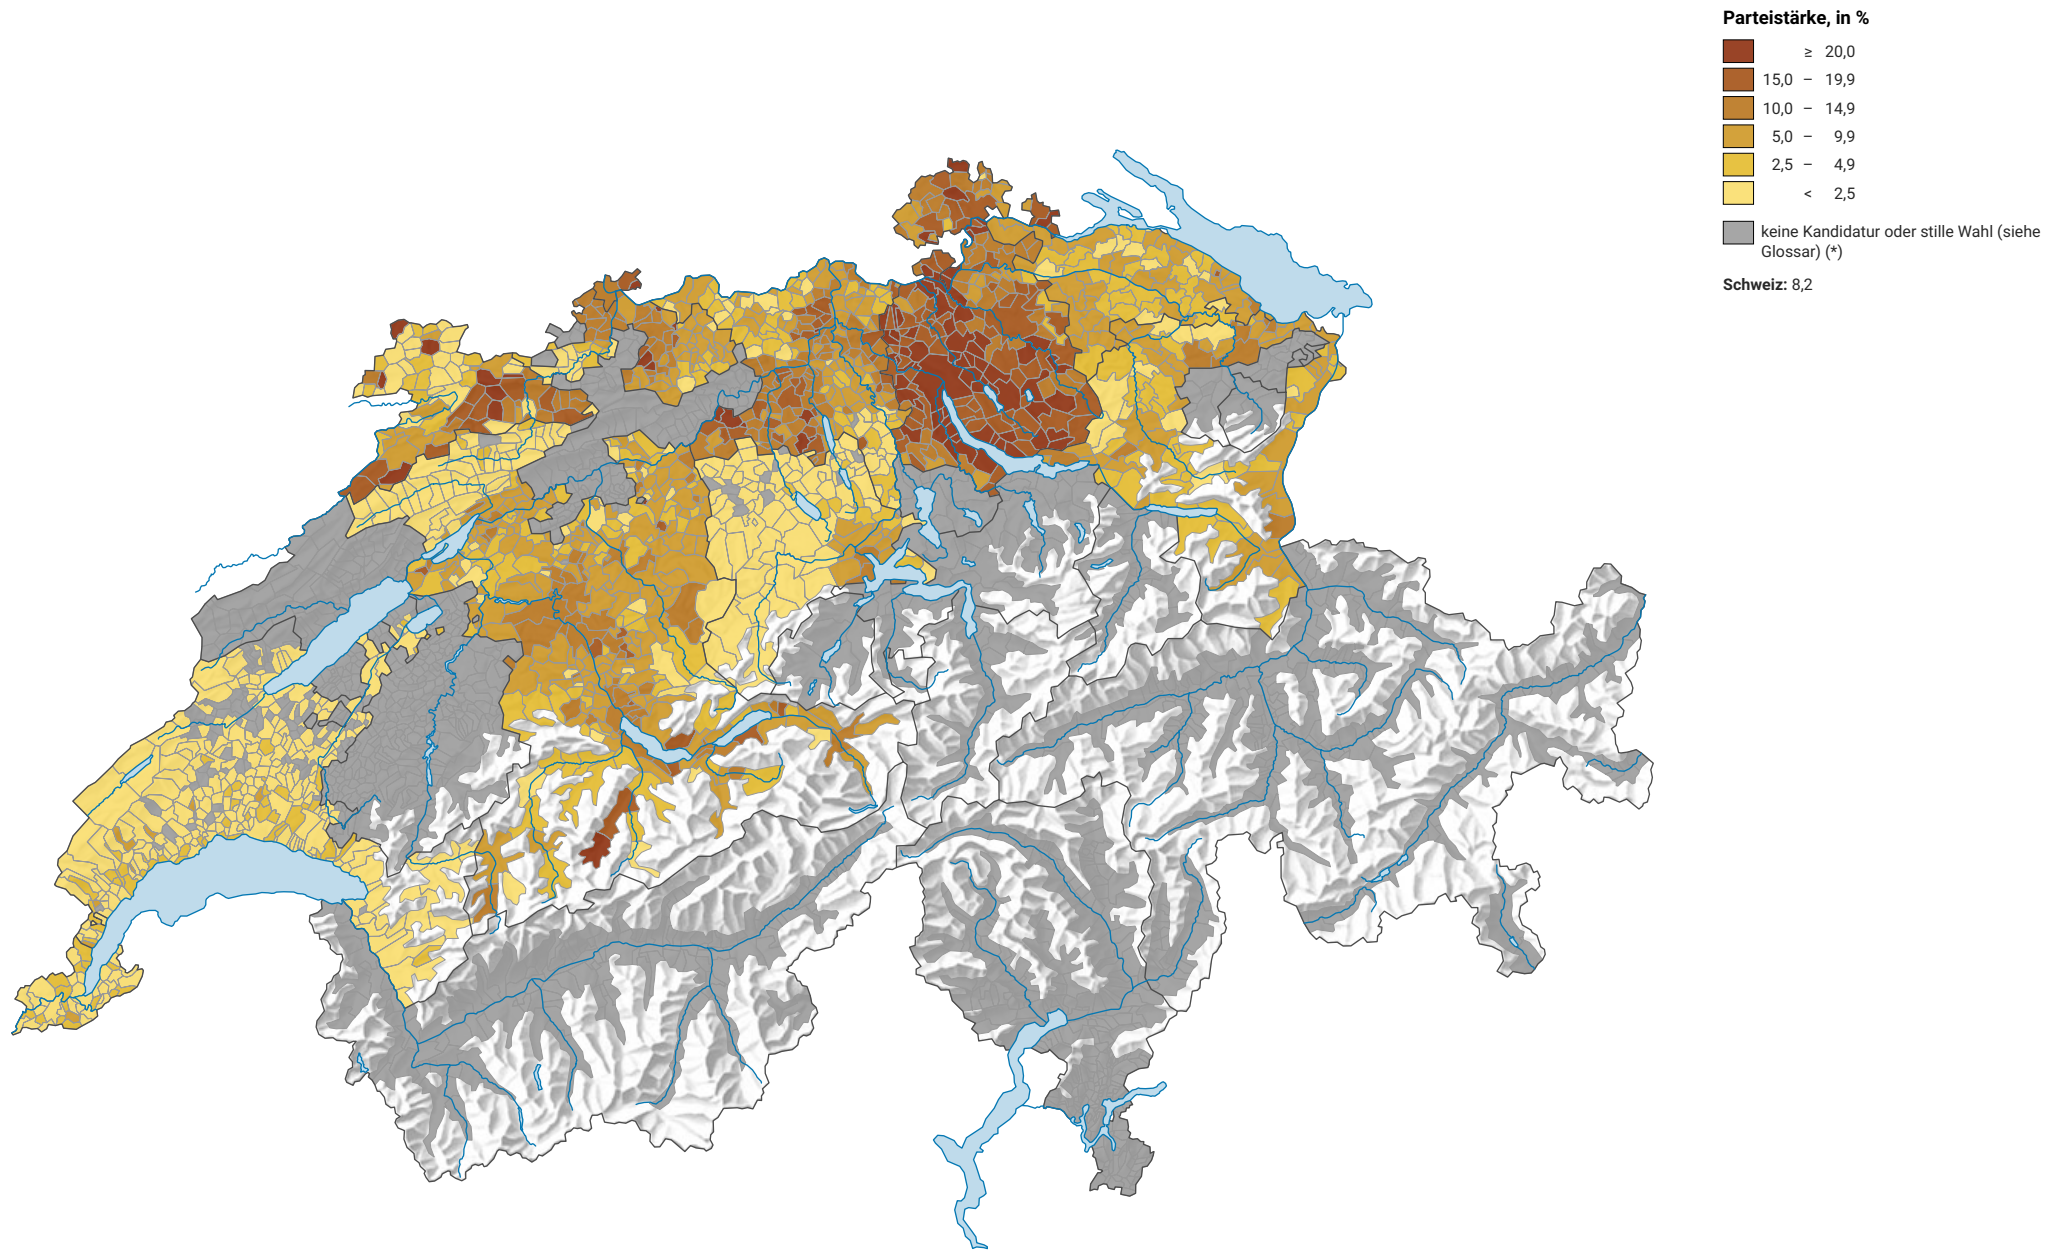 Parteistärke, in %
≥ 20,0
15,0 – 19,9
10,0 – 14,9
5,0 – 9,9
2,5 – 4,9
< 2,5
keine Kandidatur oder stille Wahl (siehe
Glossar) (*)
Schweiz: 8,2